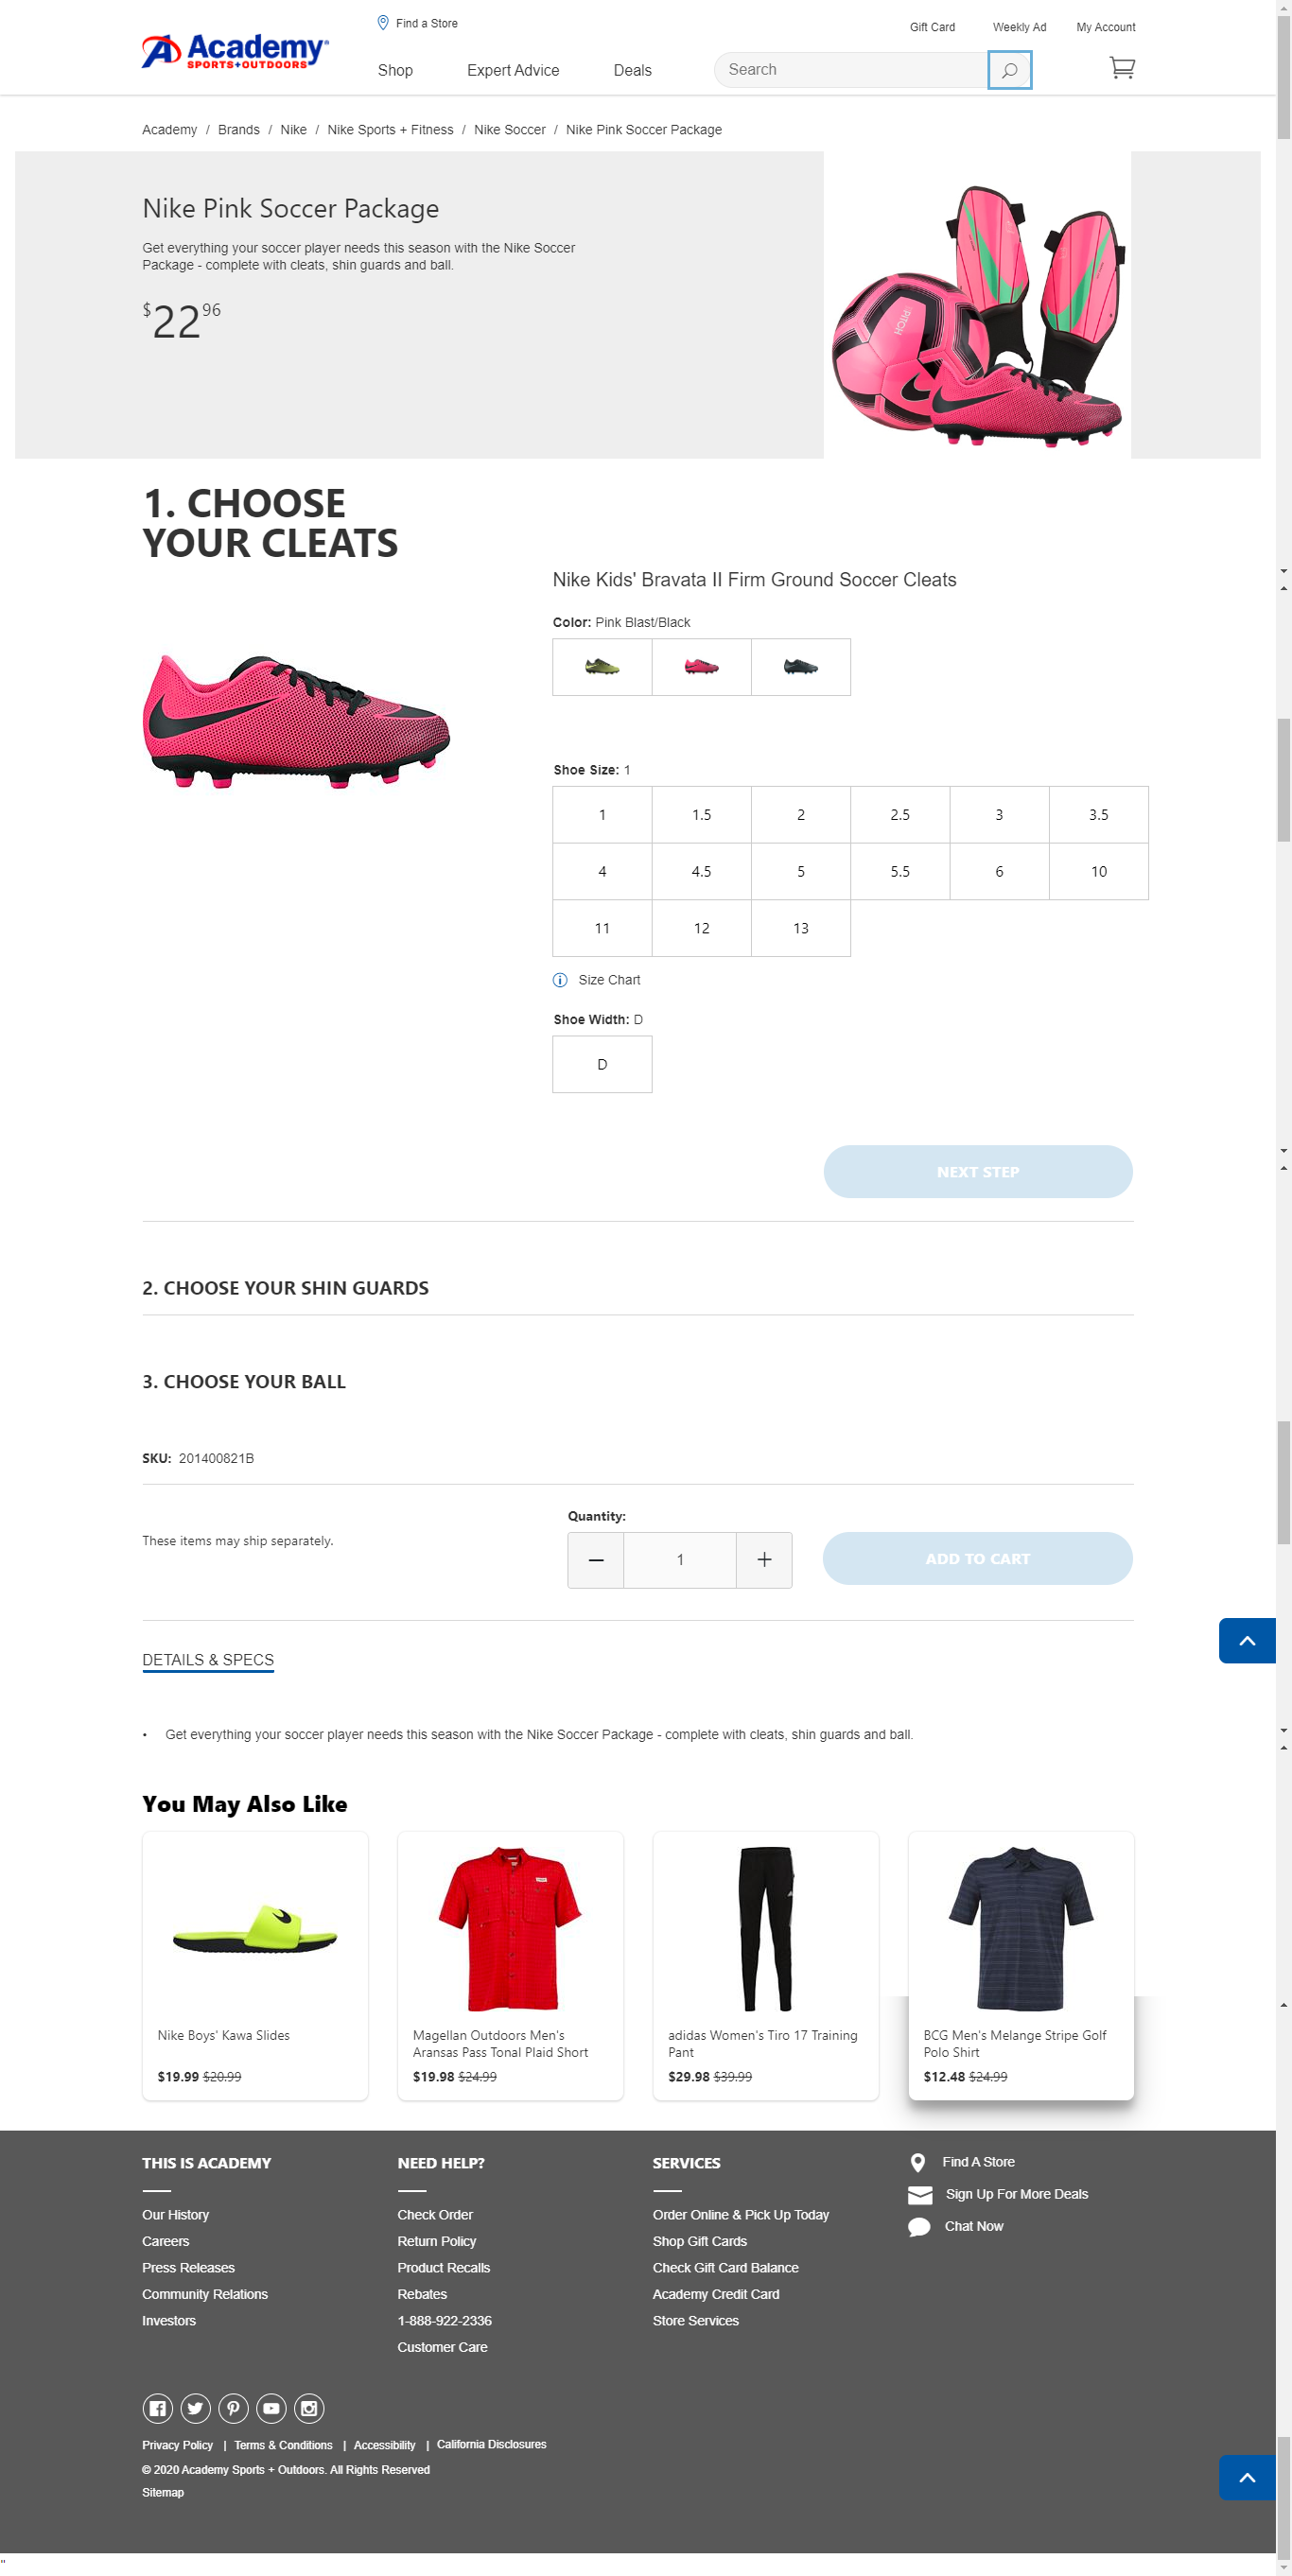 Find a Store
Gift Card
Weekly Ad
My Account
Academy
SPORTS+OUTDOORS
Shop
Expert Advice
Deals
Search
Academy / Brands / Nike / Nike Sports + Fitness / Nike Soccer / Nike Pink Soccer Package
Nike Pink Soccer Package
Get everything your soccer player needs this season with the Nike Soccer
Package - complete with cleats, shin guards and ball.
$22 96
PITCH
1. CHOOSE
YOUR CLEATS
Nike Kids' Bravata II Firm Ground Soccer Cleats
Color: Pink Blast/Black
Shoe Size: 1
1 1.5 2 2.5 3 3.5
4 4.5 5 5.5 6 10
11 12 13
Size Chart
Shoe Width: D
D
NEXT STEP
2. CHOOSE YOUR SHIN GUARDS
3. CHOOSE YOUR BALL
SKU: 201400821B
These items may ship separately.
Quantity:
1
ADD TO CART
DETAILS & SPECS
• Get everything your soccer player needs this season with the Nike Soccer Package - complete with cleats, shin guards and ball.
You May Also Like
Nike Boys' Kawa Slides
$19.99 $20.99
Magellan Outdoors Men's
Aransas Pass Tonal Plaid Short
$19.98 $24.99
adidas Women's Tiro 17 Training
Pant
$29.98 $39.99
BCG Men's Melange Stripe Golf
Polo Shirt
$12.48 $24.99
THIS IS ACADEMY
Our History
Careers
Press Releases
Community Relations
Investors
NEED HELP?
Check Order
Return Policy
Product Recalls
Rebates
1-888-922-2336
Customer Care
SERVICES
Order Online & Pick Up Today
Shop Gift Cards
Check Gift Card Balance
Academy Credit Card
Store Services
Find A Store
Sign Up For More Deals
Chat Now
Privacy Policy | Terms & Conditions | Accessibility | California Disclosures
© 2020 Academy Sports + Outdoors. All Rights Reserved
Sitemap
"